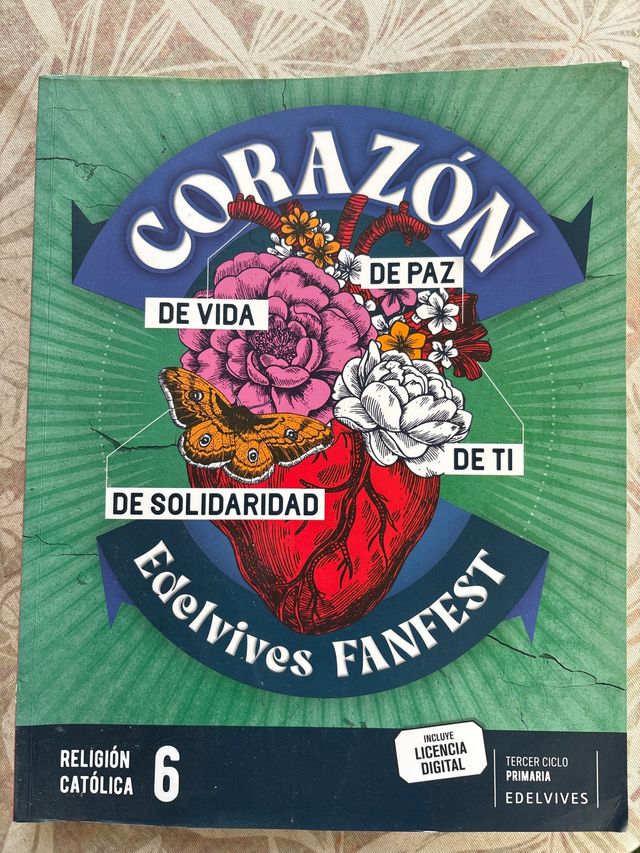 CORAZÓN
DE PAZ
DE VIDA
DE TI
DE SOLIDARIDAD
Edelvives FANFEST
RELIGIÓN
CATÓLICA 6
INCLUYE
LICENCIA
DIGITAL
TERCER CICLO
PRIMARIA
EDELVIVES